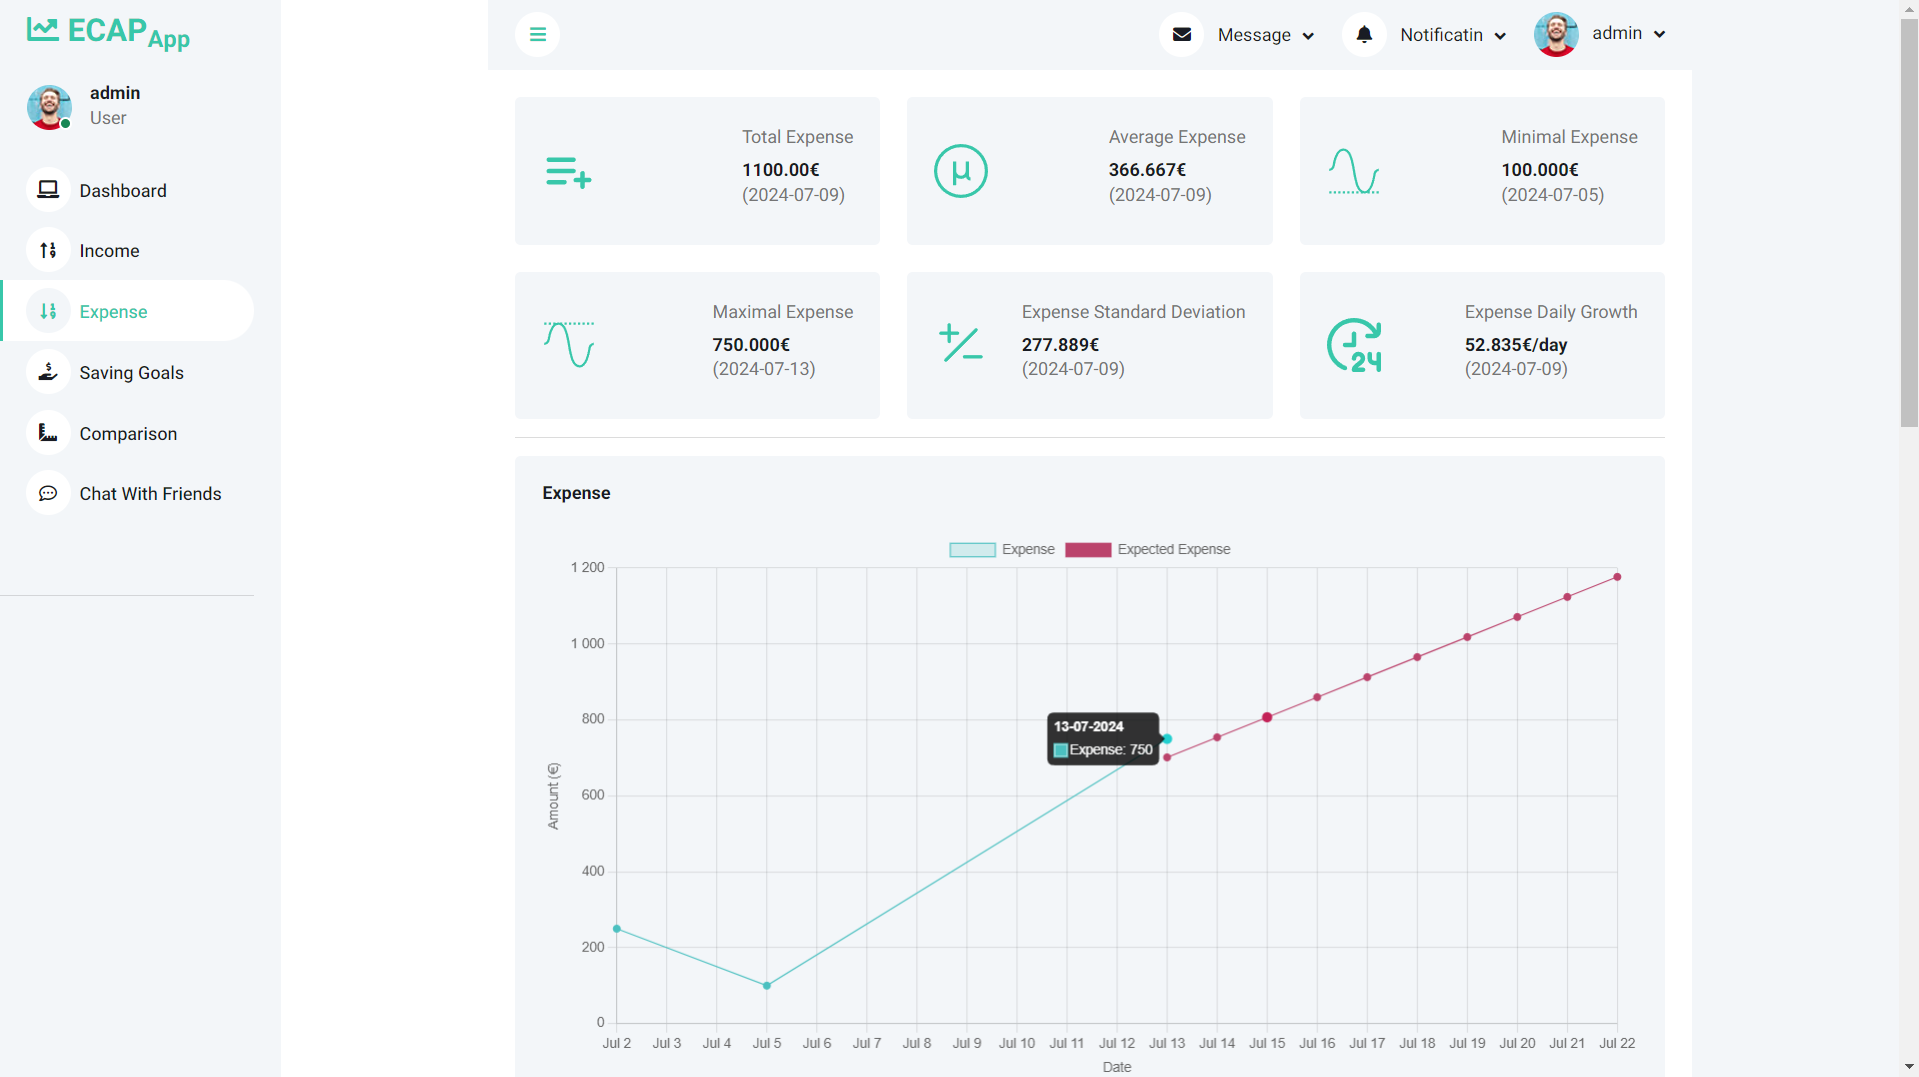 ECAP App
admin
User
Dashboard
Income
Expense
Saving Goals
Comparison
Chat With Friends
Message
Notificatin
admin
Total Expense
1100.00€
(2024-07-09)
µ
Average Expense
366.667€
(2024-07-09)
Minimal Expense
100.000€
(2024-07-05)
Maximal Expense
750.000€
(2024-07-13)
Expense Standard Deviation
277.889€
(2024-07-09)
24
Expense Daily Growth
52.835€/day
(2024-07-09)
Expense
Expense Expected Expense
1 200
1 000
800
600
400
200
0
Amount (€)
13-07-2024
Expense: 750
Jul 2 Jul 3 Jul 4 Jul 5 Jul 6 Jul 7 Jul 8 Jul 9 Jul 10 Jul 11 Jul 12 Jul 13 Jul 14 Jul 15 Jul 16 Jul 17 Jul 18 Jul 19 Jul 20 Jul 21 Jul 22
Date